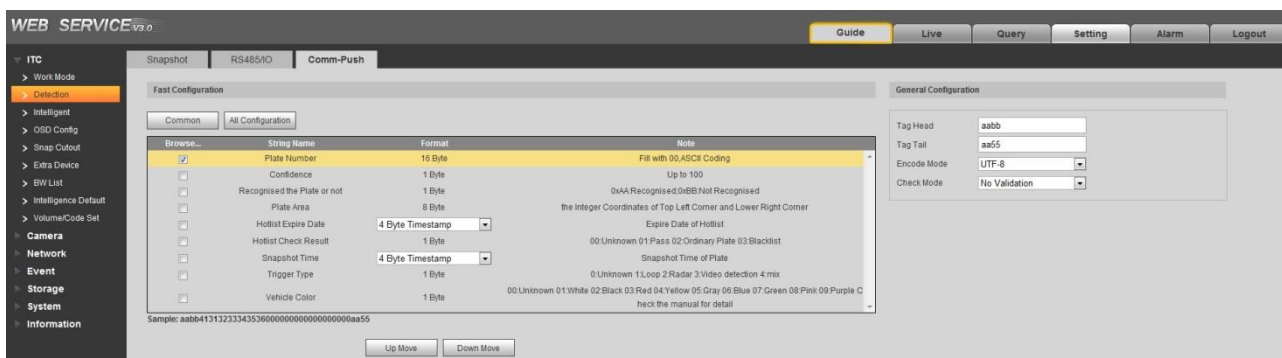 WEB SERVICE V3.0
Guide Live Query Setting Alarm Logout
ITC
> Work Mode
> Detection
> Intelligent
> OSD Config
> Snap Cutout
> Extra Device
> BW List
> Intelligence Default
> Volume/Code Set
Camera
Network
Event
Storage
System
Information
Snapshot RS485/IO Comm-Push
Fast Configuration
Common All Configuration
Browse... String Name Format Note
Plate Number 16 Byte Fill with 00,ASCII Coding
Confidence 1 Byte Up to 100
Recognised the Plate or not 1 Byte 0xAA:Recognised;0xBB:Not Recognised
Plate Area 8 Byte the Integer Coordinates of Top Left Corner and Lower Right Corner
Hotlist Expire Date 4 Byte Timestamp Expire Date of Hotlist
Hotlist Check Result 1 Byte 00:Unknown 01:Pass 02:Ordinary Plate 03:Blacklist
Snapshot Time 4 Byte Timestamp Snapshot Time of Plate
Trigger Type 1 Byte 0:Unknown 1:Loop 2:Radar 3:Video detection 4:mix
Vehicle Color 1 Byte 00:Unknown 01:White 02:Black 03:Red 04:Yellow 05:Gray 06:Blue 07:Green 08:Pink 09:Purple C
heck the manual for detail
Up Move Down Move
General Configuration
Tag Head aabb
Tag Tail aa55
Encode Mode UTF-8
Check Mode No Validation